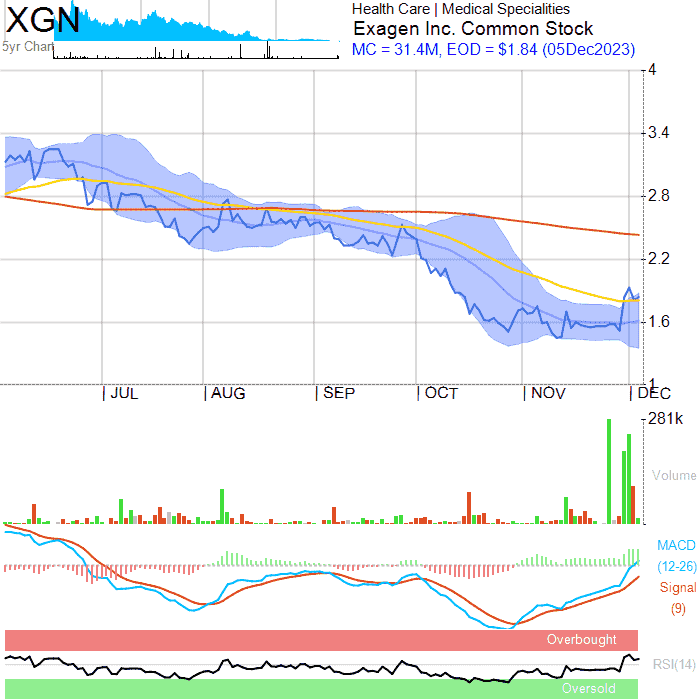 XGN
Health Care | Medical Specialities
Exagen Inc. Common Stock
MC = 31.4M, EOD = $1.84 (05Dec2023)
5yr Chart
4
3.4
2.8
2.2
1.6
1
| JUL | AUG | SEP | OCT | NOV | DEC
281k
Volume
MACD
(12-26)
Signal
(9)
Overbought
RSI(14)
Oversold